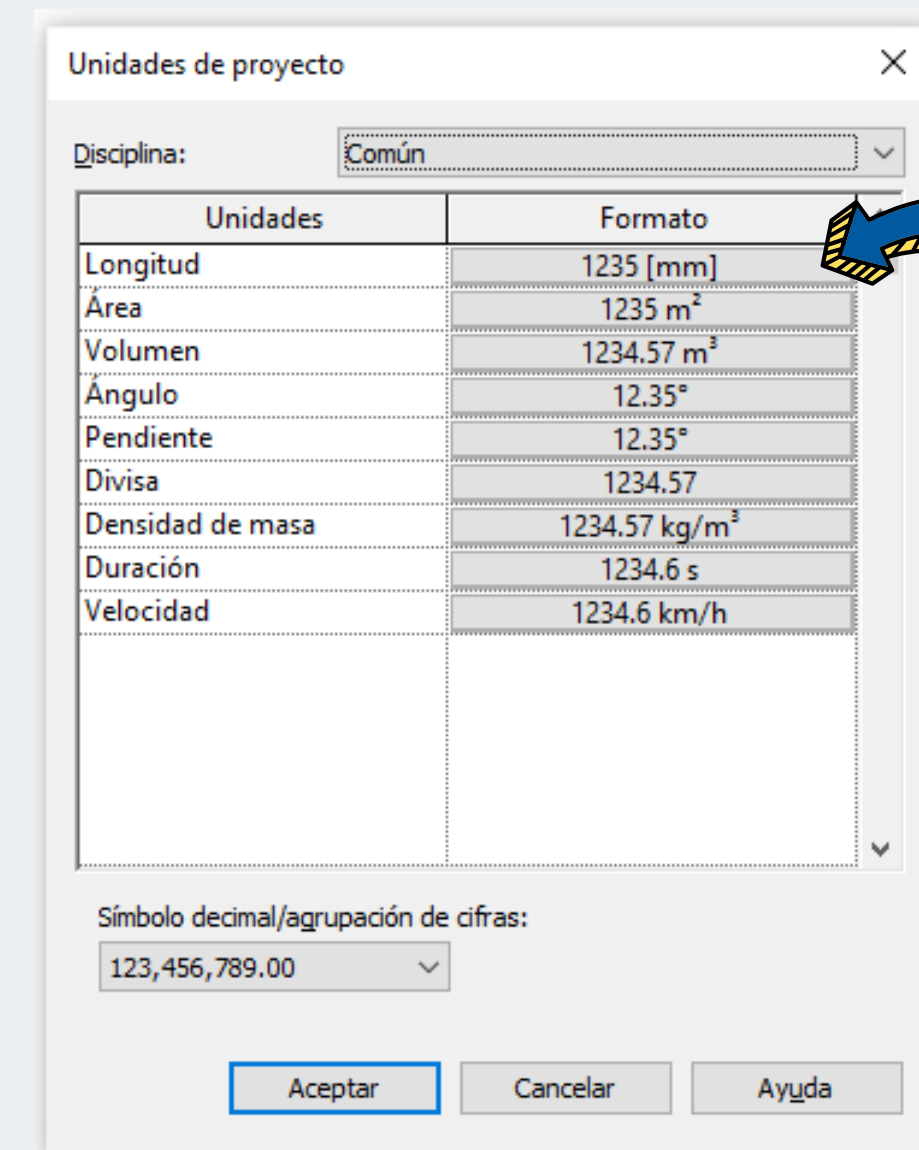 Unidades de proyecto
Disciplina: Común
Unidades Formato
Longitud 1235 [mm]
Área 1235 m²
Volumen 1234.57 m³
Ángulo 12.35°
Pendiente 12.35°
Divisa 1234.57
Densidad de masa 1234.57 kg/m³
Duración 1234.6 s
Velocidad 1234.6 km/h
Símbolo decimal/agrupación de cifras:
123,456,789.00
Aceptar Cancelar Ayuda